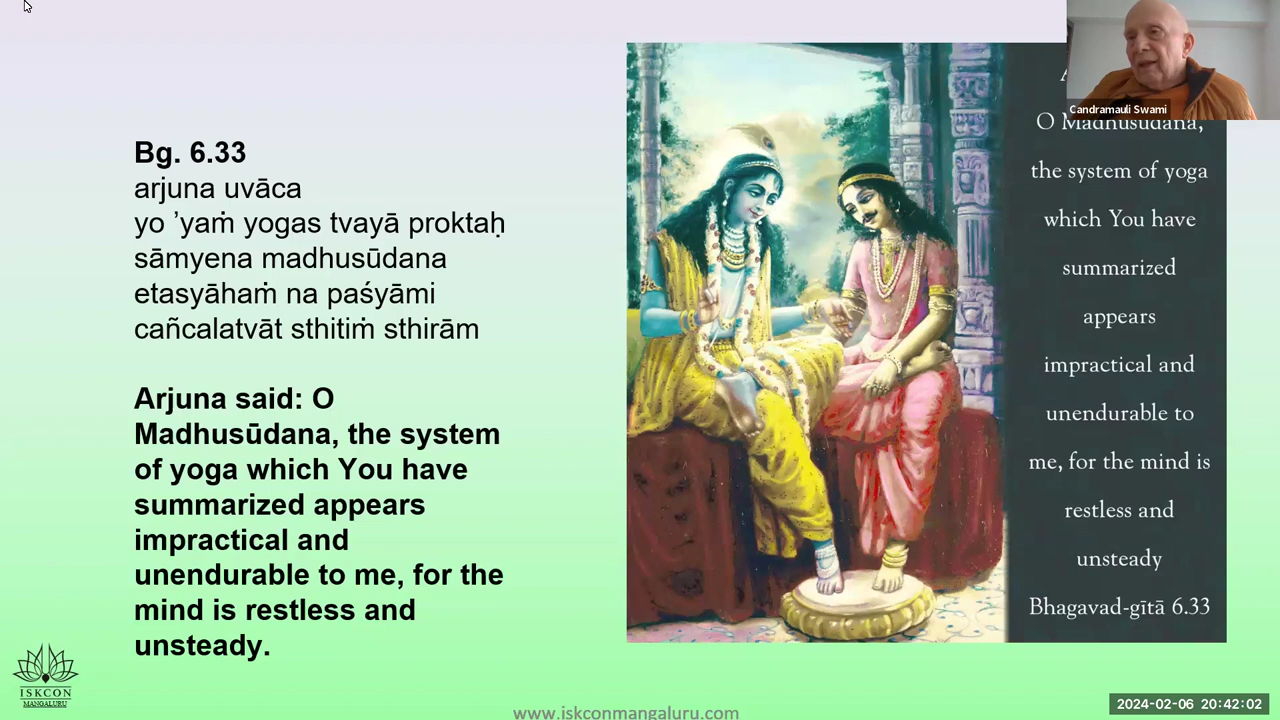 Bg. 6.33
arjuna uvāca
yo ’yaṁ yogas tvayā proktaḥ
sāmyena madhusūdana
etasyāhaṁ na paśyāmi
cañcalatvāt sthitiṁ sthirām
Arjuna said: O
Madhusūdana, the system
of yoga which You have
summarized appears
impractical and
unendurable to me, for the
mind is restless and
unsteady.
Candramauli Swami
O Madhusūdana,
the system of yoga
which You have
summarized
appears
impractical and
unendurable to
me, for the mind is
restless and
unsteady
Bhagavad-gītā 6.33
ISKCON
MANGALURU
www.iskconmangaluru.com
2024-02-06 20:42:02